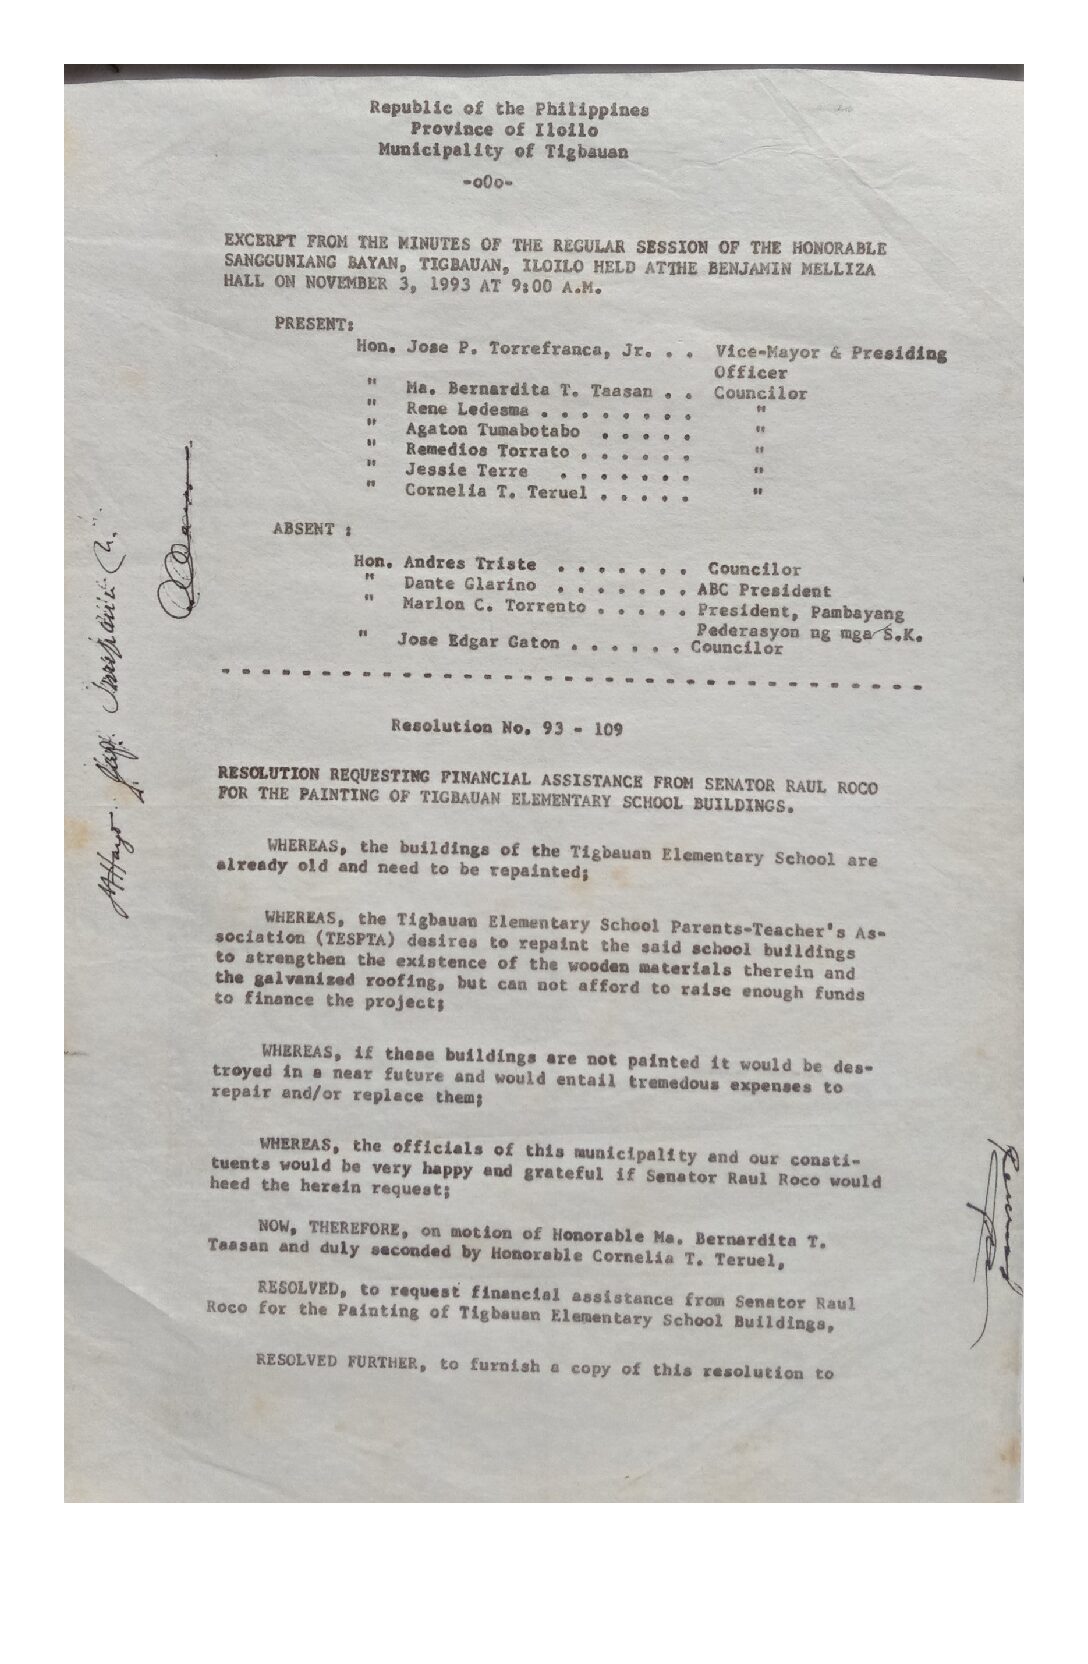 Republic of the Philippines
Province of Iloilo
Municipality of Tigbauan
-oOo-
EXCERPT FROM THE MINUTES OF THE REGULAR SESSION OF THE HONORABLE
SANGGUNIANG BAYAN, TIGBAUAN, ILOILO HELD ATTHE BENJAMIN MELLIZA
HALL ON NOVEMBER 3, 1993 AT 9:00 A.M.
PRESENT:
Hon. Jose P. Torrefranca, Jr. . . Vice-Mayor & Presiding
Officer
" Ma. Bernardita T. Taasan . . Councilor
" Rene Ledesma . . . . . . . . "
" Agaton Tumabotabo . . . . . "
" Remedios Torrato . . . . . . "
" Jessie Terre . . . . . . . "
" Cornelia T. Teruel . . . . . "
ABSENT :
Hon. Andres Triste . . . . . . . Councilor
" Dante Glarino . . . . . . . ABC President
" Marlon C. Torrento . . . . . President, Pambayang
Pederasyon ng mga S.K.
" Jose Edgar Gaton . . . . . . Councilor
- - - - - - - - - - - - - - - - - - - - - - - - - - - - - - - - - - -
Resolution No. 93 - 109
RESOLUTION REQUESTING FINANCIAL ASSISTANCE FROM SENATOR RAUL ROCO
FOR THE PAINTING OF TIGBAUAN ELEMENTARY SCHOOL BUILDINGS.
WHEREAS, the buildings of the Tigbauan Elementary School are
already old and need to be repainted;
WHEREAS, the Tigbauan Elementary School Parents-Teacher's As-
sociation (TESPTA) desires to repaint the said school buildings
to strengthen the existence of the wooden materials therein and
the galvanized roofing, but can not afford to raise enough funds
to finance the project;
WHEREAS, if these buildings are not painted it would be des-
troyed in a near future and would entail tremedous expenses to
repair and/or replace them;
WHEREAS, the officials of this municipality and our consti-
tuents would be very happy and grateful if Senator Raul Roco would
heed the herein request;
NOW, THEREFORE, on motion of Honorable Ma. Bernardita T.
Taasan and duly seconded by Honorable Cornelia T. Teruel,
RESOLVED, to request financial assistance from Senator Raul
Roco for the Painting of Tigbauan Elementary School Buildings,
RESOLVED FURTHER, to furnish a copy of this resolution to